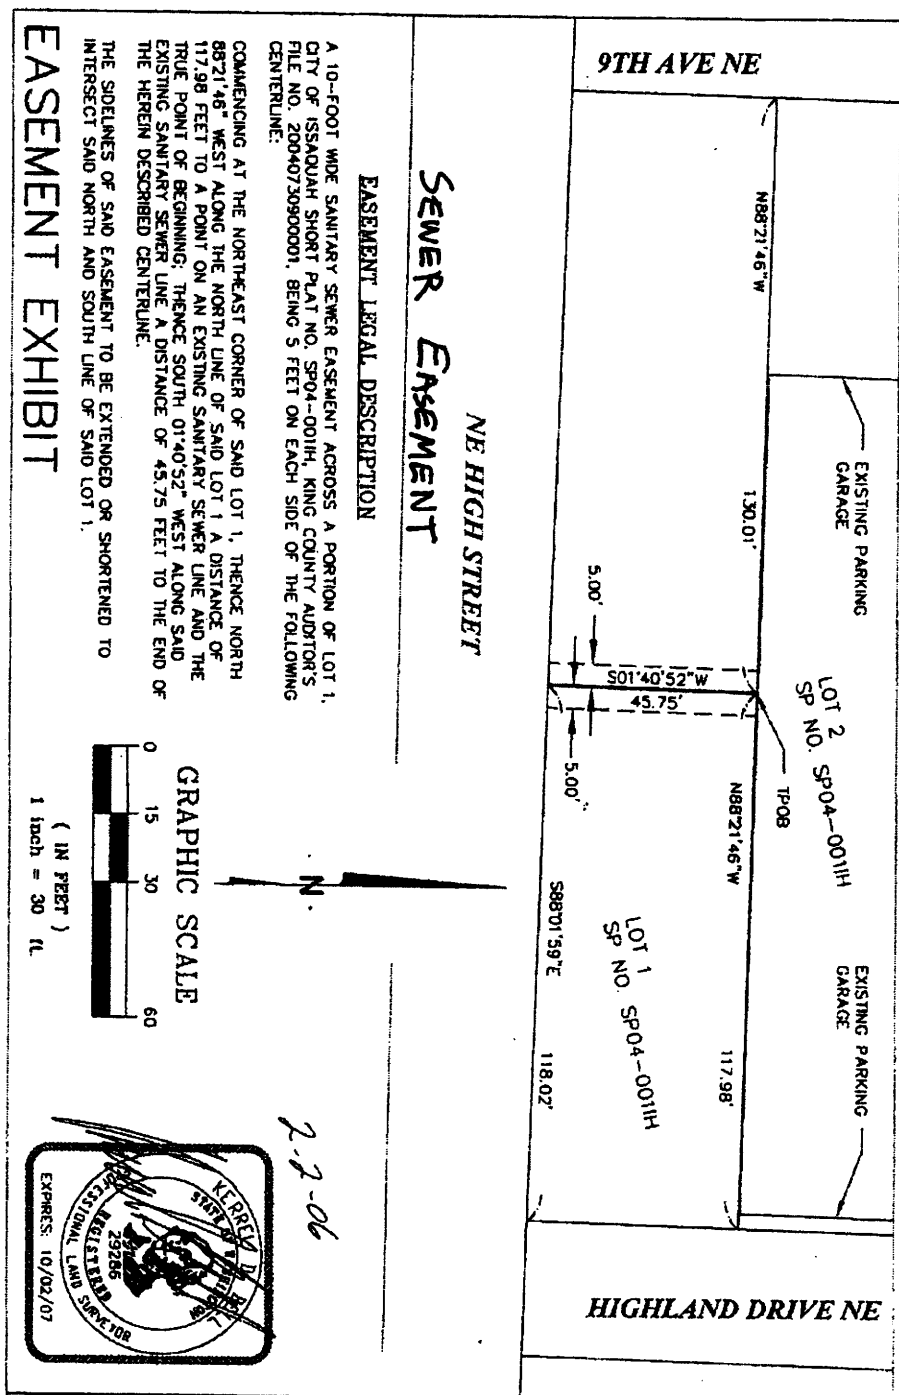 9TH AVE NE
N88°21'46"W
130.01'
EXISTING PARKING
GARAGE
LOT 2
SP NO. SP04-001IH
5.00'
S01°40'52"W
45.75'
5.00'
TPOB
N88°21'46"W
117.98'
EXISTING PARKING
GARAGE
LOT 1
SP NO. SP04-001IH
S88°01'59"E
118.02'
HIGHLAND DRIVE NE
NE HIGH STREET
SEWER EASEMENT
EASEMENT LEGAL DESCRIPTION
A 10-FOOT WIDE SANITARY SEWER EASEMENT ACROSS A PORTION OF LOT 1,
CITY OF ISSAQUAH SHORT PLAT NO. SP04-001IH, KING COUNTY AUDITOR'S
FILE NO. 20040730900001, BEING 5 FEET ON EACH SIDE OF THE FOLLOWING
CENTERLINE:
COMMENCING AT THE NORTHEAST CORNER OF SAID LOT 1, THENCE NORTH
88°21'46" WEST ALONG THE NORTH LINE OF SAID LOT 1 A DISTANCE OF
117.98 FEET TO A POINT ON AN EXISTING SANITARY SEWER LINE AND THE
TRUE POINT OF BEGINNING; THENCE SOUTH 01°40'52" WEST ALONG SAID
EXISTING SANITARY SEWER LINE A DISTANCE OF 45.75 FEET TO THE END OF
THE HEREIN DESCRIBED CENTERLINE.
THE SIDELINES OF SAID EASEMENT TO BE EXTENDED OR SHORTENED TO
INTERSECT SAID NORTH AND SOUTH LINE OF SAID LOT 1.
EASEMENT EXHIBIT
N
GRAPHIC SCALE
0 15 30 60
( IN FEET )
1 inch = 30 ft.
2-2-06
KERREY D.
STATE OF
REGISTERED
29286
PROFESSIONAL LAND SURVEYOR
EXPIRES: 10/02/07